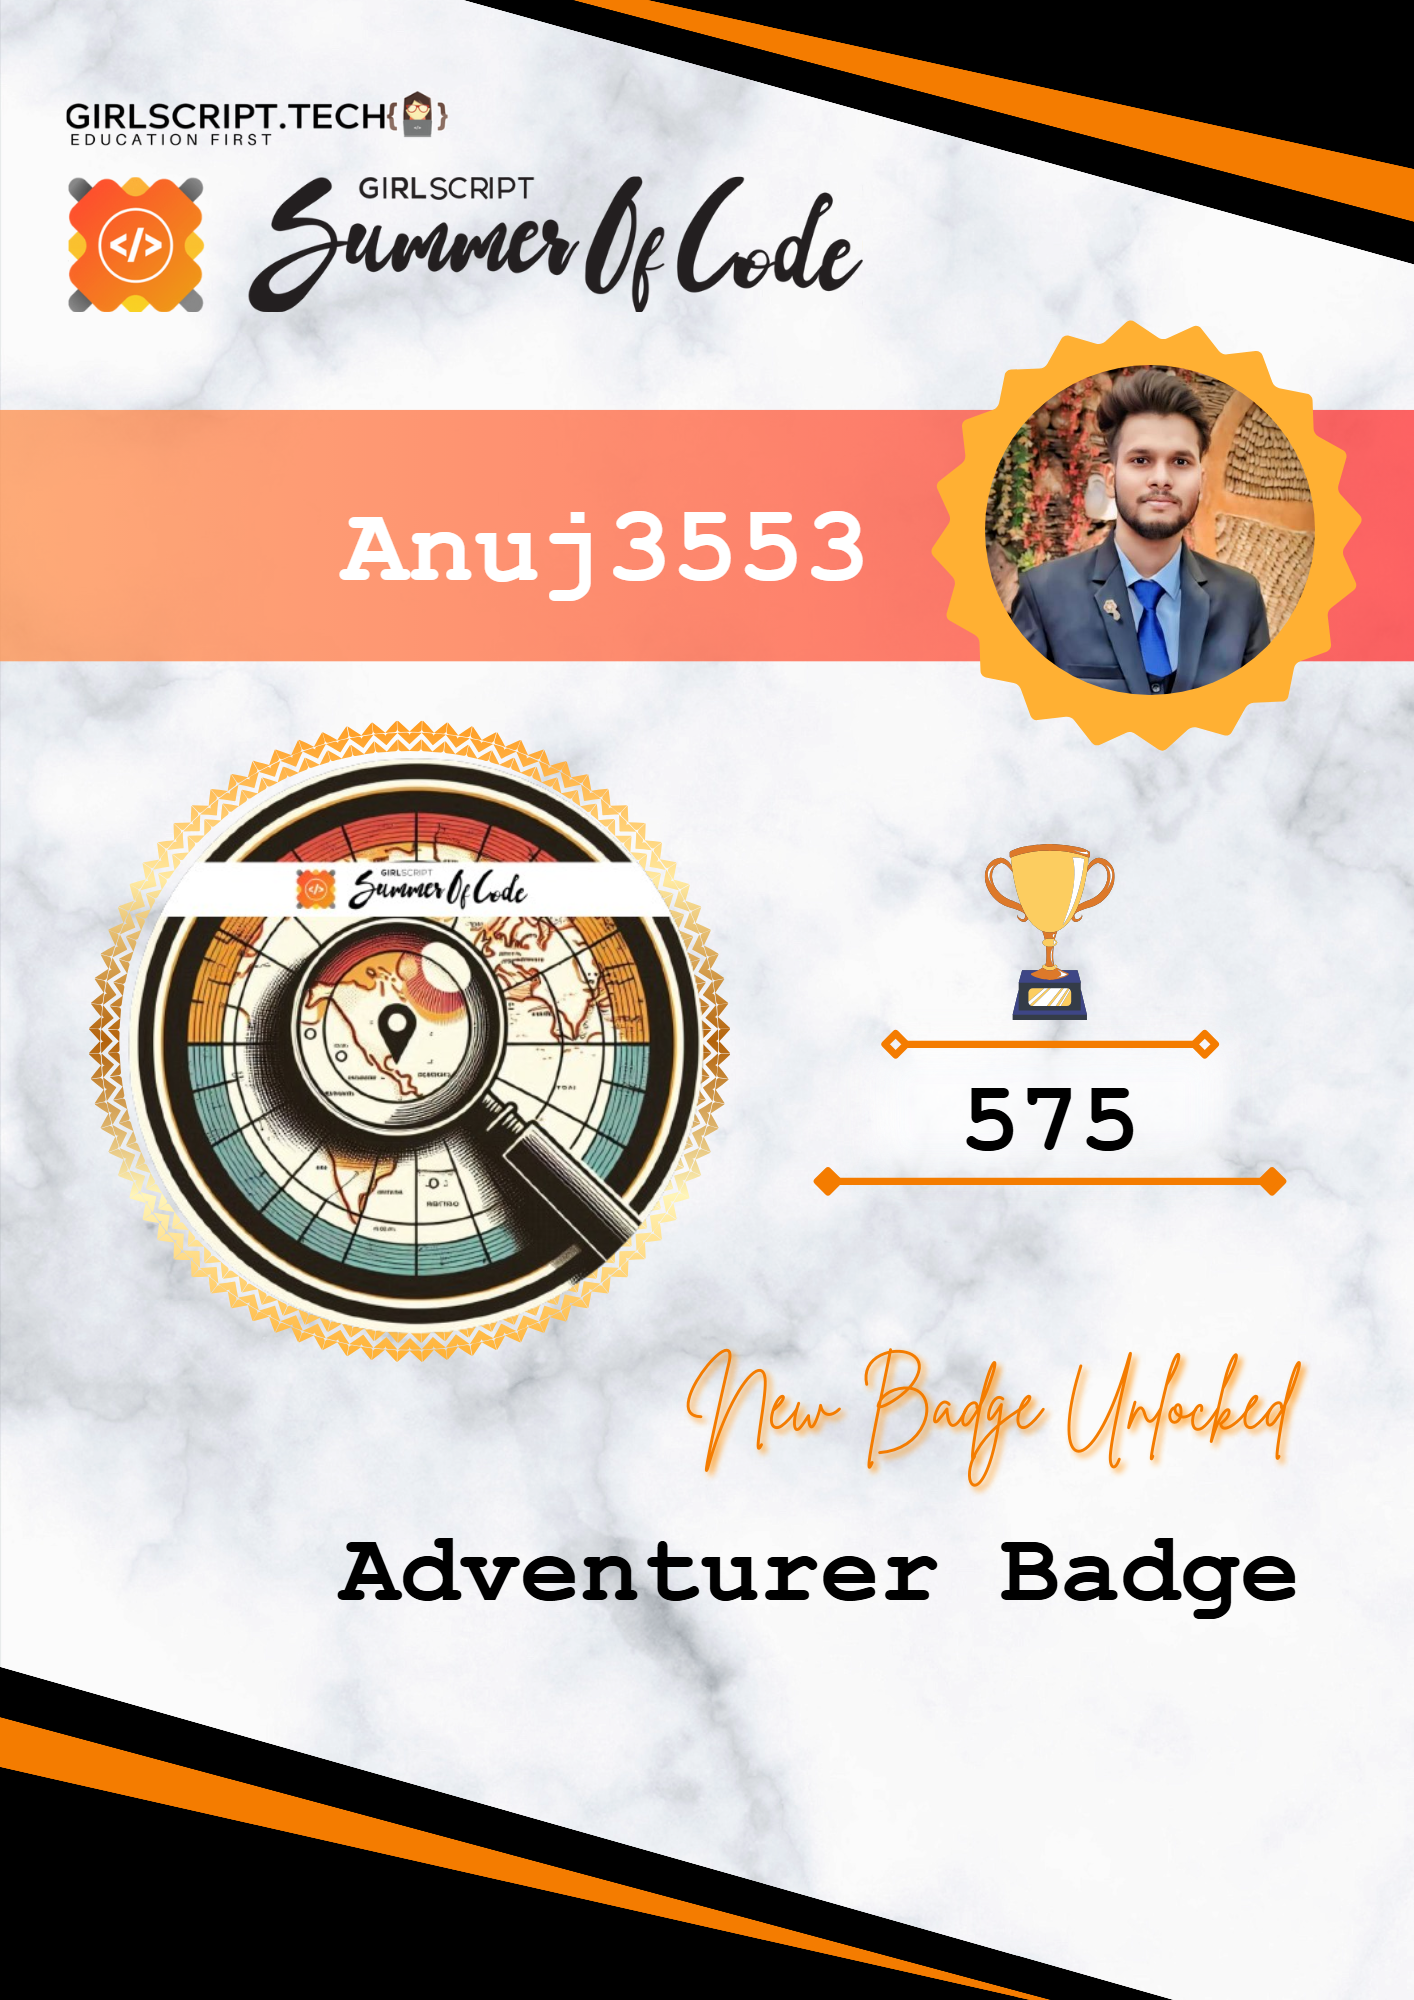 GIRLSCRIPT.TECH{ }
EDUCATION FIRST
GIRLSCRIPT
Summer Of Code
</>
Anuj3553
GIRLSCRIPT
Summer Of Code
</>
575
New Badge Unlocked
Adventurer Badge